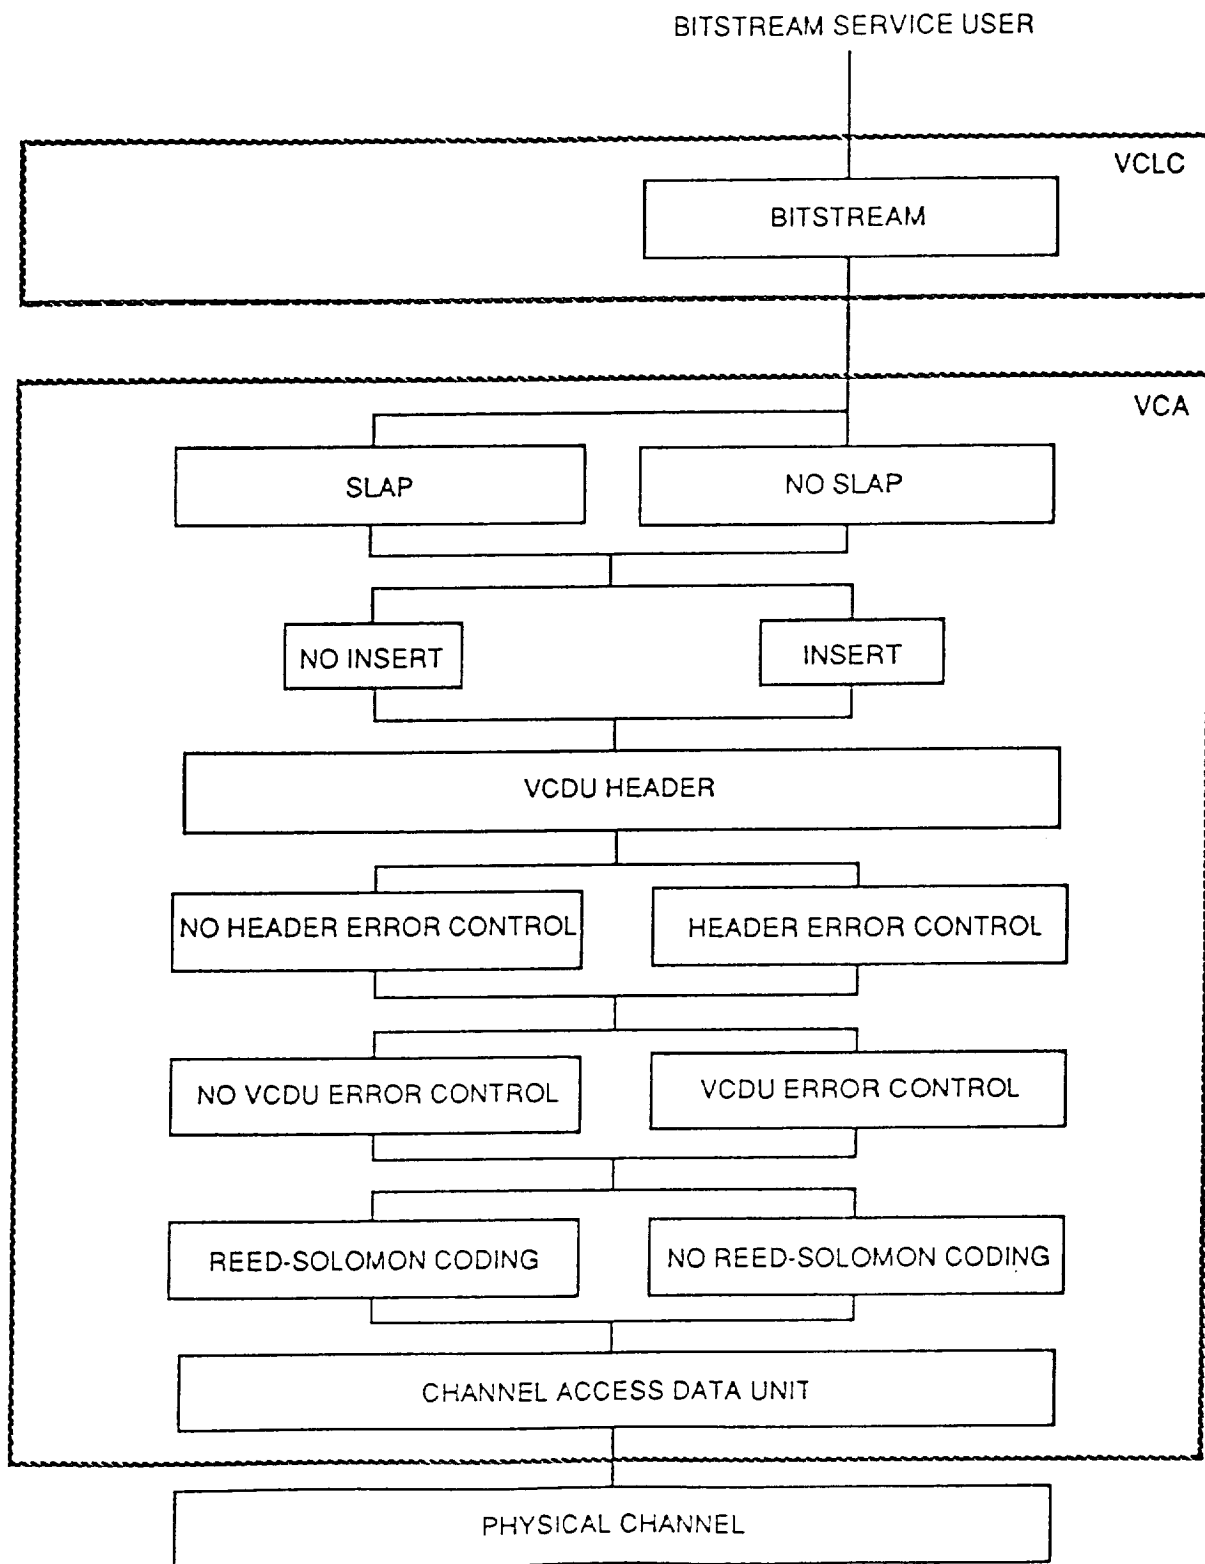 BITSTREAM SERVICE USER
VCLC
BITSTREAM
VCA
SLAP
NO SLAP
NO INSERT
INSERT
VCDU HEADER
NO HEADER ERROR CONTROL
HEADER ERROR CONTROL
NO VCDU ERROR CONTROL
VCDU ERROR CONTROL
REED-SOLOMON CODING
NO REED-SOLOMON CODING
CHANNEL ACCESS DATA UNIT
PHYSICAL CHANNEL